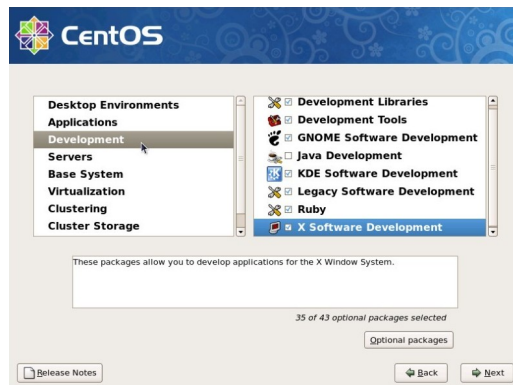 CentOS
Desktop Environments
Applications
Development
Servers
Base System
Virtualization
Clustering
Cluster Storage
Development Libraries
Development Tools
GNOME Software Development
Java Development
KDE Software Development
Legacy Software Development
Ruby
X Software Development
These packages allow you to develop applications for the X Window System.
35 of 43 optional packages selected
Optional packages
Release Notes
Back
Next